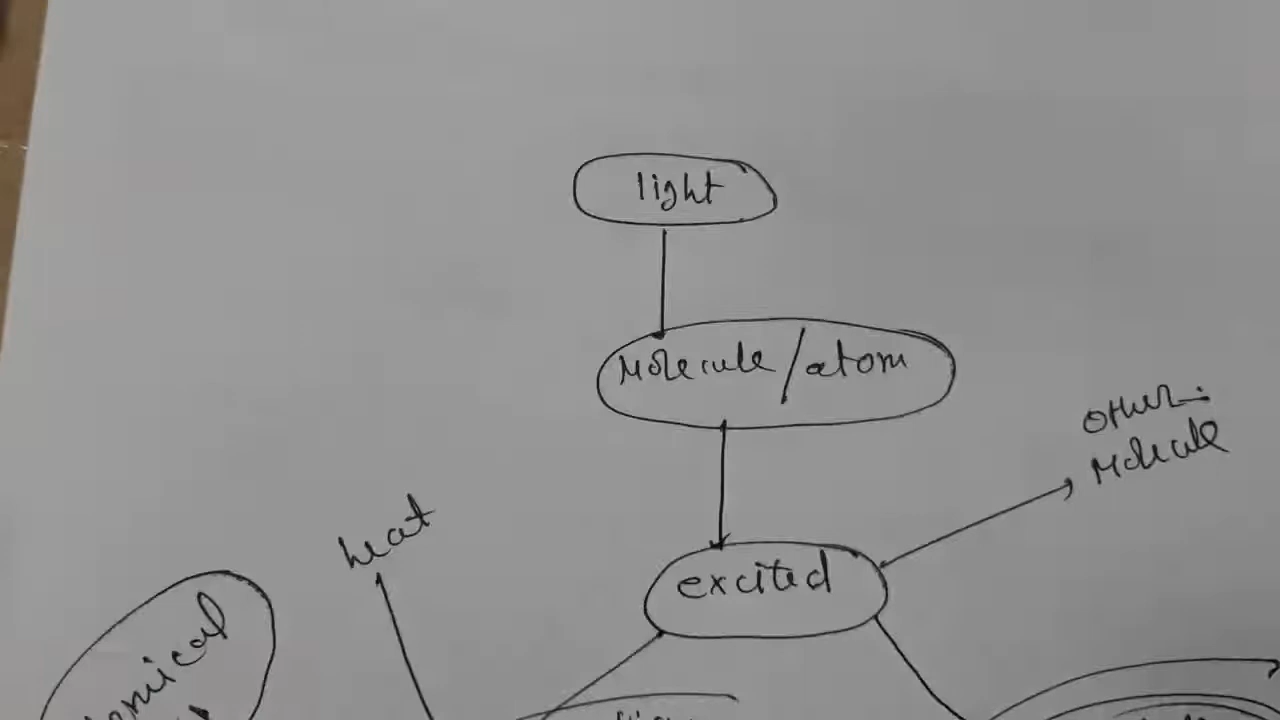 light
Molecule/atom
other
Molecule
heat
excited